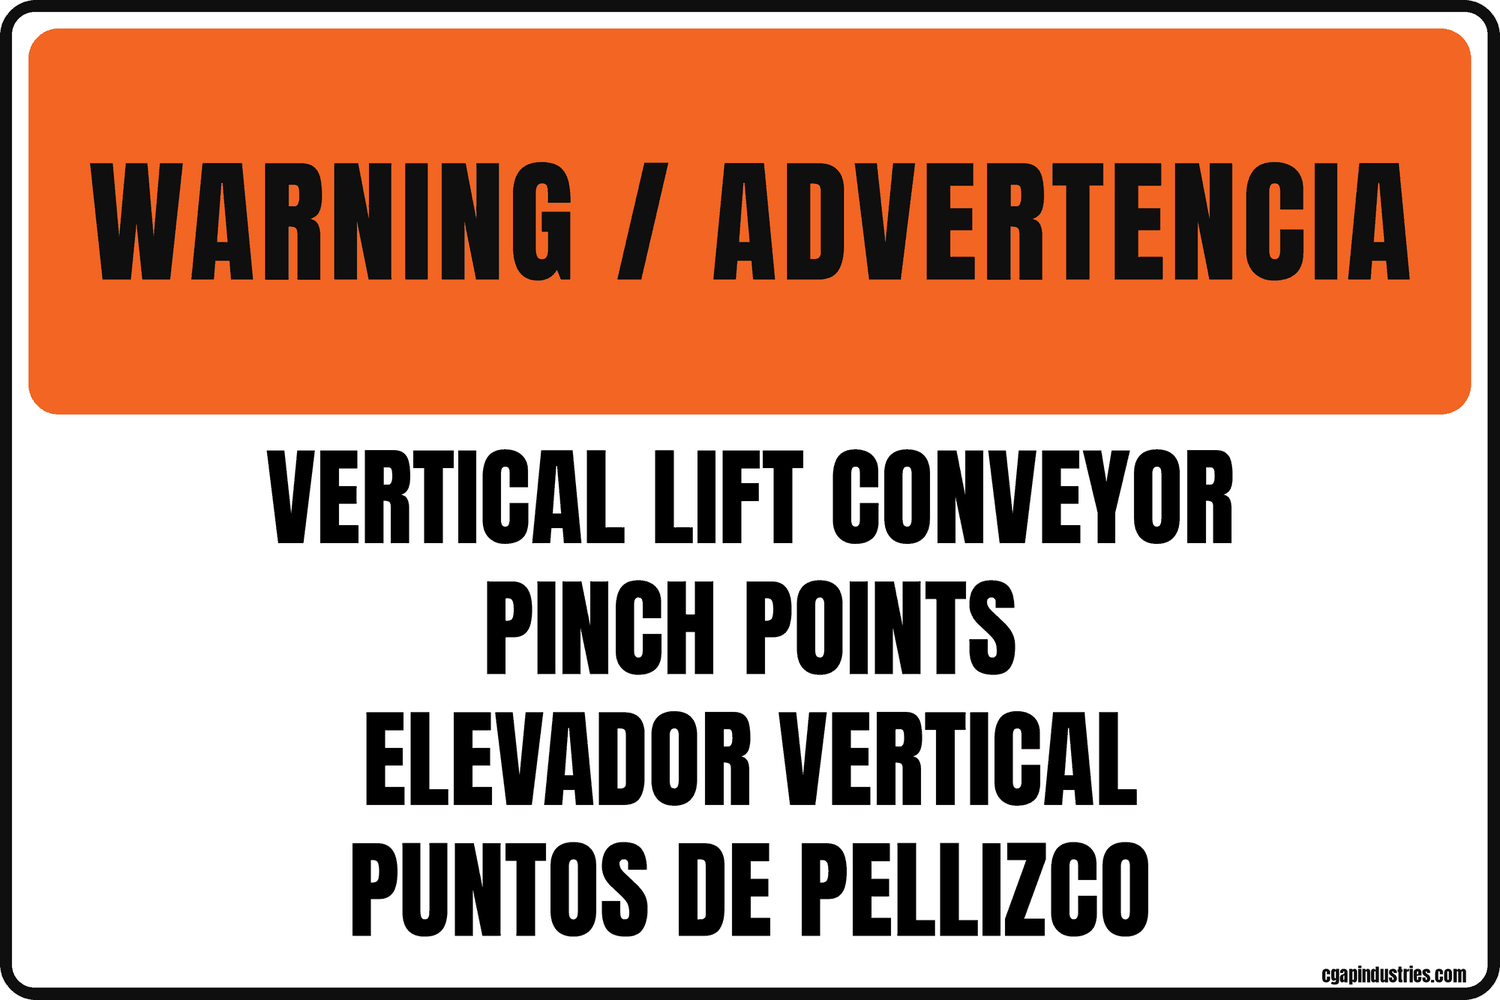 WARNING / ADVERTENCIA
VERTICAL LIFT CONVEYOR
PINCH POINTS
ELEVADOR VERTICAL
PUNTOS DE PELLIZCO
cgapindustries.com